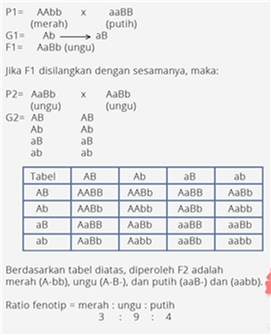 P1= AAbb x aaBB
(merah) (putih)
G1= Ab ⟶ aB
F1= AaBb (ungu)
Jika F1 disilangkan dengan sesamanya, maka:
P2= AaBb x AaBb
(ungu) (ungu)
G2= AB AB
Ab Ab
aB aB
ab ab
Tabel AB Ab aB ab
AB AABB AABb AaBB AaBb
Ab AABb AAbb AaBb Aabb
aB AaBB AaBb aaBB aaBb
ab AaBb Aabb aaBb aabb
Berdasarkan tabel diatas, diperoleh F2 adalah
merah (A-bb), ungu (A-B-), dan putih (aaB-) dan (aabb).
Ratio fenotip = merah : ungu : putih
3 : 9 : 4